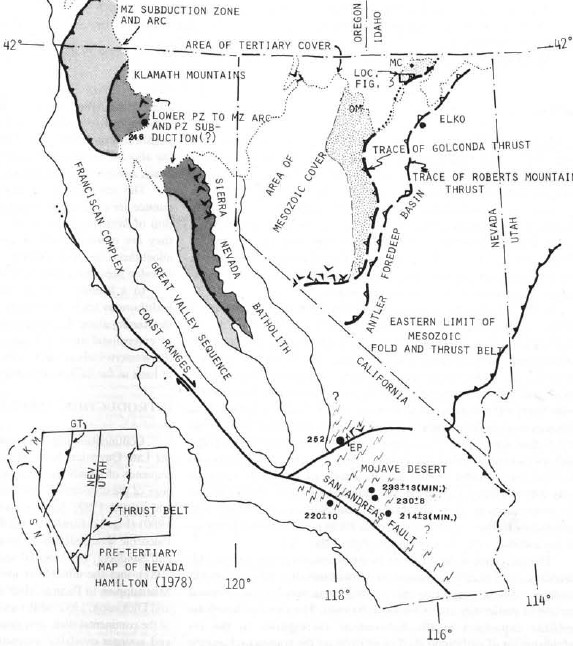 MZ SUBDUCTION ZONE
AND ARC
OREGON
IDAHO
42°
AREA OF TERTIARY COVER
42°
KLAMATH MOUNTAINS
MC
LOC.
FIG.
3
LOWER PZ TO MZ ARC
AND PZ SUB-
DUCTION(?)
246
OM
ELKO
TRACE OF GOLCONDA THRUST
TRACE OF ROBERTS MOUNTAIN
THRUST
AREA OF
MESOZOIC COVER
FRANCISCAN COMPLEX
SIERRA NEVADA BATHOLITH
GREAT VALLEY SEQUENCE
COAST RANGES
ANTLER FOREDEEP BASIN
NEVADA
UTAH
EASTERN LIMIT OF
MESOZOIC
FOLD AND THRUST BELT
CALIFORNIA
?
262
EP
?
MOJAVE DESERT
233±13(MIN.)
230±8
214±3(MIN.)
220±10
SAN ANDREAS FAULT
?
KM
GT
NEV.
UTAH
SN
THRUST BELT
PRE-TERTIARY
MAP OF NEVADA
HAMILTON (1978)
120°
118°
116°
114°